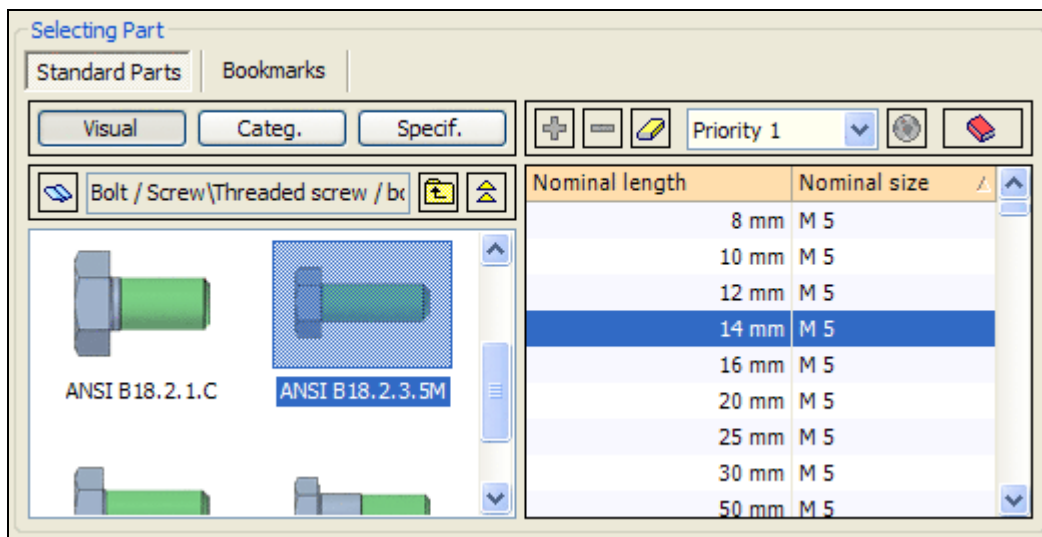 Selecting Part
Standard Parts
Bookmarks
Visual
Categ.
Specif.
Priority 1
Bolt / Screw\Threaded screw / bo
ANSI B18.2.1.C
ANSI B18.2.3.5M
Nominal length Nominal size
8 mm M 5
10 mm M 5
12 mm M 5
14 mm M 5
16 mm M 5
20 mm M 5
25 mm M 5
30 mm M 5
50 mm M 5